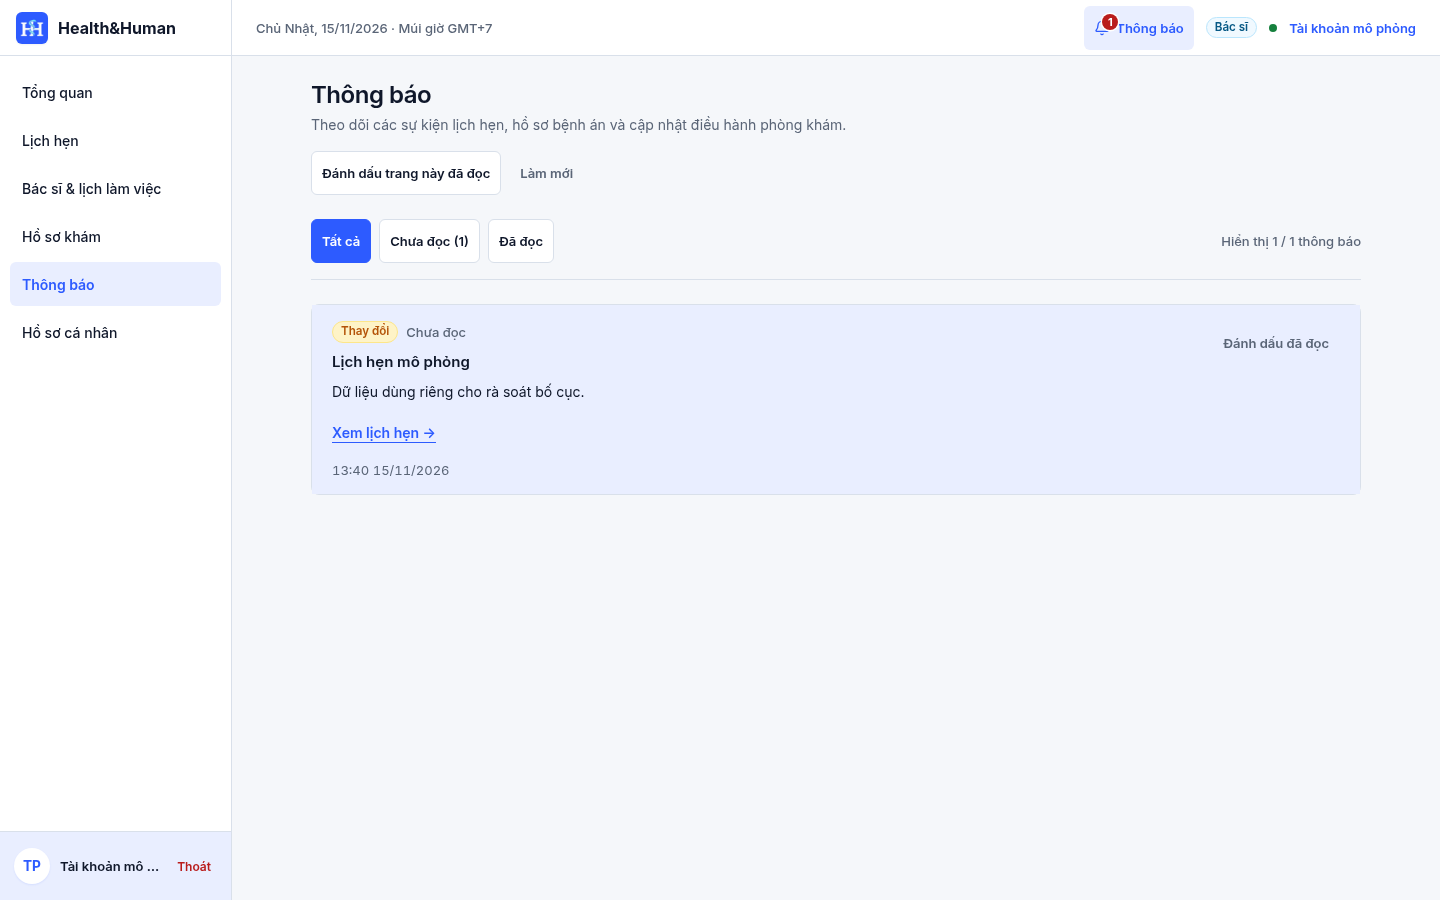 Health&Human
Chủ Nhật, 15/11/2026 · Múi giờ GMT+7
1
Thông báo
Bác sĩ
Tài khoản mô phỏng
Tổng quan
Lịch hẹn
Bác sĩ & lịch làm việc
Hồ sơ khám
Thông báo
Hồ sơ cá nhân
Thông báo
Theo dõi các sự kiện lịch hẹn, hồ sơ bệnh án và cập nhật điều hành phòng khám.
Đánh dấu trang này đã đọc
Làm mới
Tất cả
Chưa đọc (1)
Đã đọc
Hiển thị 1 / 1 thông báo
Thay đổi
Chưa đọc
Đánh dấu đã đọc
Lịch hẹn mô phỏng
Dữ liệu dùng riêng cho rà soát bố cục.
Xem lịch hẹn →
13:40 15/11/2026
TP
Tài khoản mô ...
Thoát